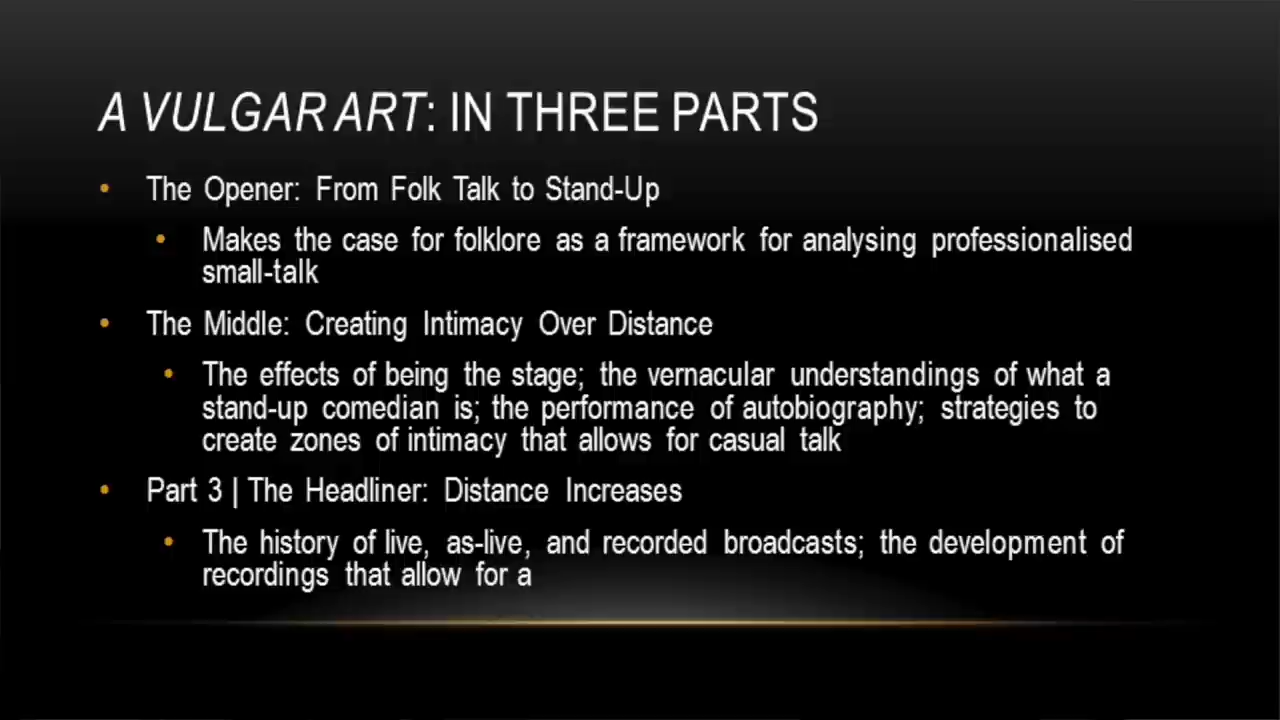 A VULGAR ART: IN THREE PARTS
• The Opener: From Folk Talk to Stand-Up
• Makes the case for folklore as a framework for analysing professionalised
small-talk
• The Middle: Creating Intimacy Over Distance
• The effects of being the stage; the vernacular understandings of what a
stand-up comedian is; the performance of autobiography; strategies to
create zones of intimacy that allows for casual talk
• Part 3 | The Headliner: Distance Increases
• The history of live, as-live, and recorded broadcasts; the development of
recordings that allow for a